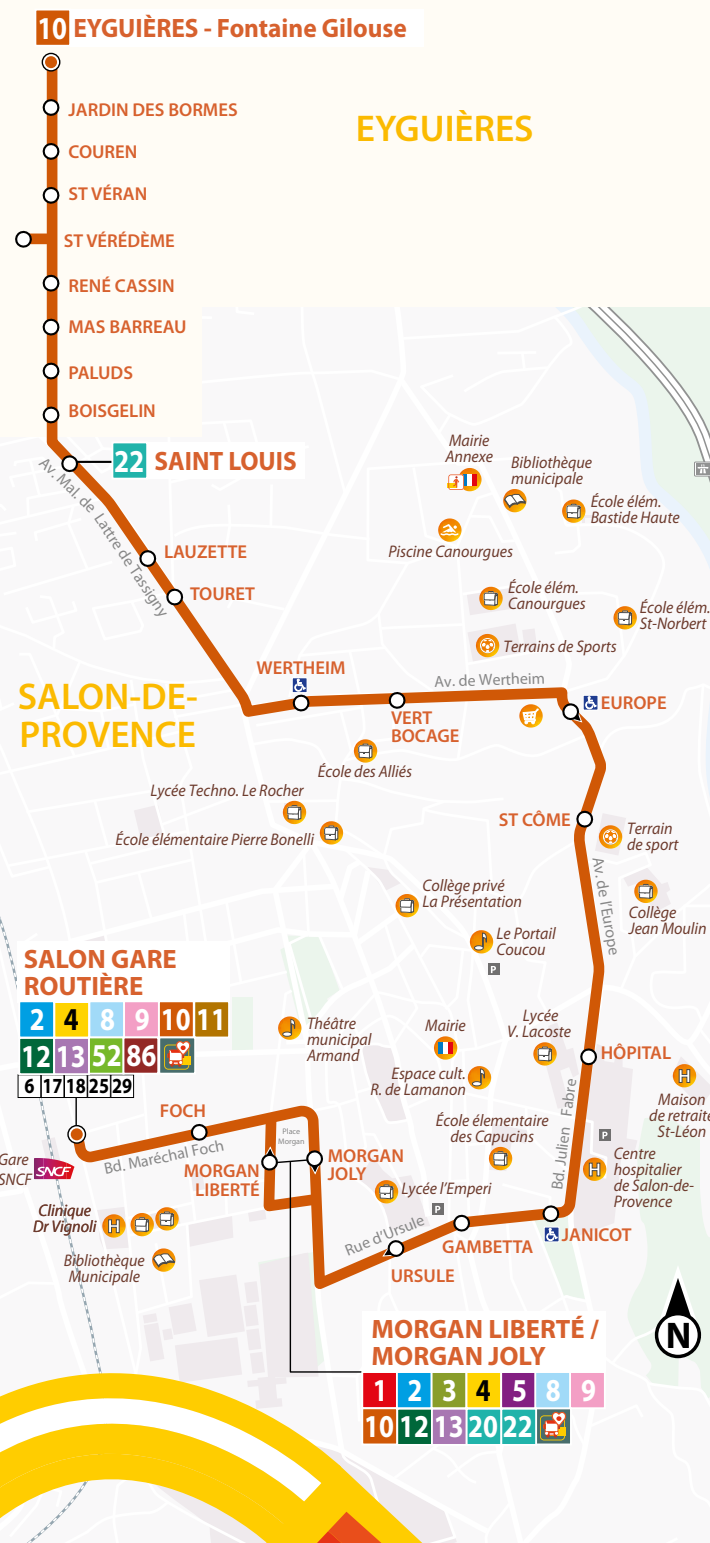 10 EYGUIÈRES - Fontaine Gilouse
EYGUIÈRES
JARDIN DES BORMES
COUREN
ST VÉRAN
ST VÉRÉDÈME
RENÉ CASSIN
MAS BARREAU
PALUDS
BOISGELIN
22 SAINT LOUIS
Av. Mal. de Lattre de Tassigny
Mairie
Annexe
Bibliothèque
municipale
École élém.
Bastide Haute
Piscine Canourgues
LAUZETTE
TOURET
École élém.
Canourgues
École élém.
St-Norbert
Terrains de Sports
WERTHEIM
Av. de Wertheim
SALON-DE-
PROVENCE
EUROPE
VERT
BOCAGE
École des Alliés
Lycée Techno. Le Rocher
École élémentaire Pierre Bonelli
ST CÔME
Terrain
de sport
Av. de l'Europe
Collège privé
La Présentation
Collège
Jean Moulin
Le Portail
Coucou
P
SALON GARE
ROUTIÈRE
2 4 8 9 10 11
12 13 52 86
6 17 18 25 29
Théâtre
municipal
Armand
Mairie
Lycée
V. Lacoste
HÔPITAL
Espace cult.
R. de Lamanon
H
Maison
de retraite
St-Léon
FOCH
Place
Morgan
École élementaire
des Capucins
Bd. Julien Fabre
P
Bd. Maréchal Foch
Gare
SNCF
SNCF
MORGAN
LIBERTÉ
MORGAN
JOLY
H
Centre
hospitalier
de Salon-de-
Provence
Lycée l'Emperi
P
Clinique
Dr Vignoli
H
Rue d'Ursule
GAMBETTA
JANICOT
Bibliothèque
Municipale
URSULE
MORGAN LIBERTÉ /
MORGAN JOLY
1 2 3 4 5 8 9
10 12 13 20 22
N